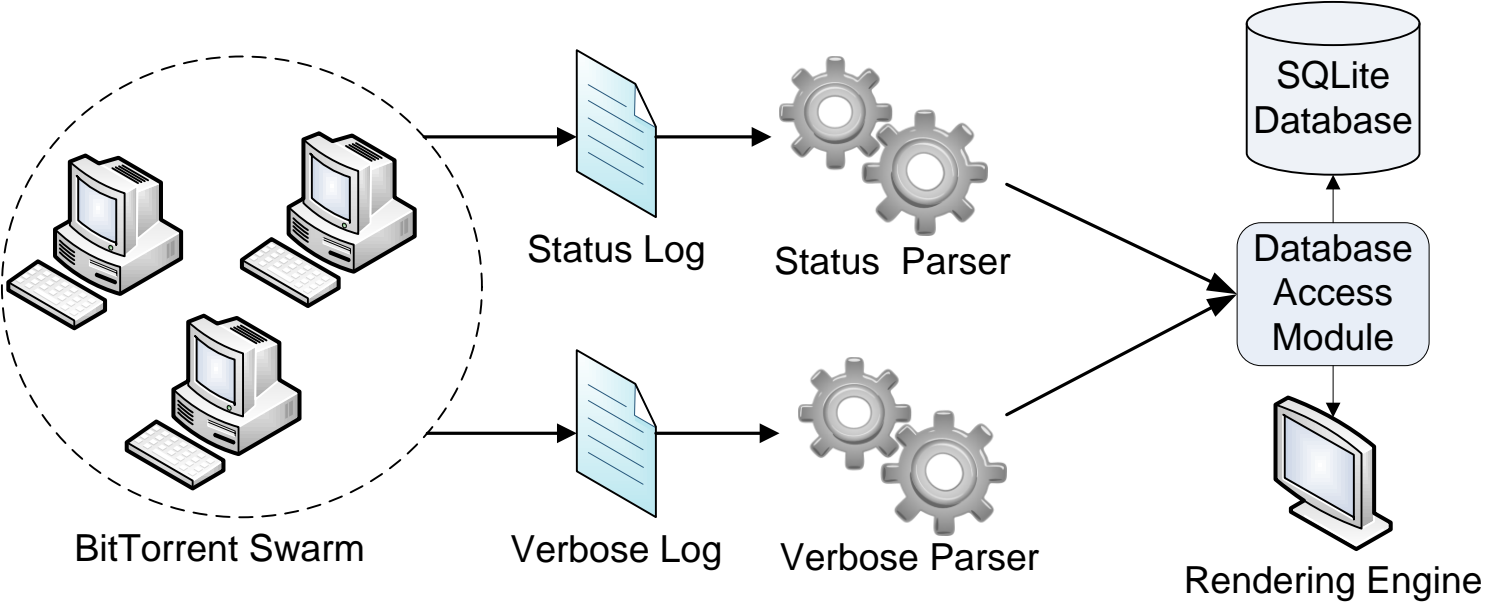 SQLite
Database
Status Log
Status Parser
Database
Access
Module
BitTorrent Swarm
Verbose Log
Verbose Parser
Rendering Engine